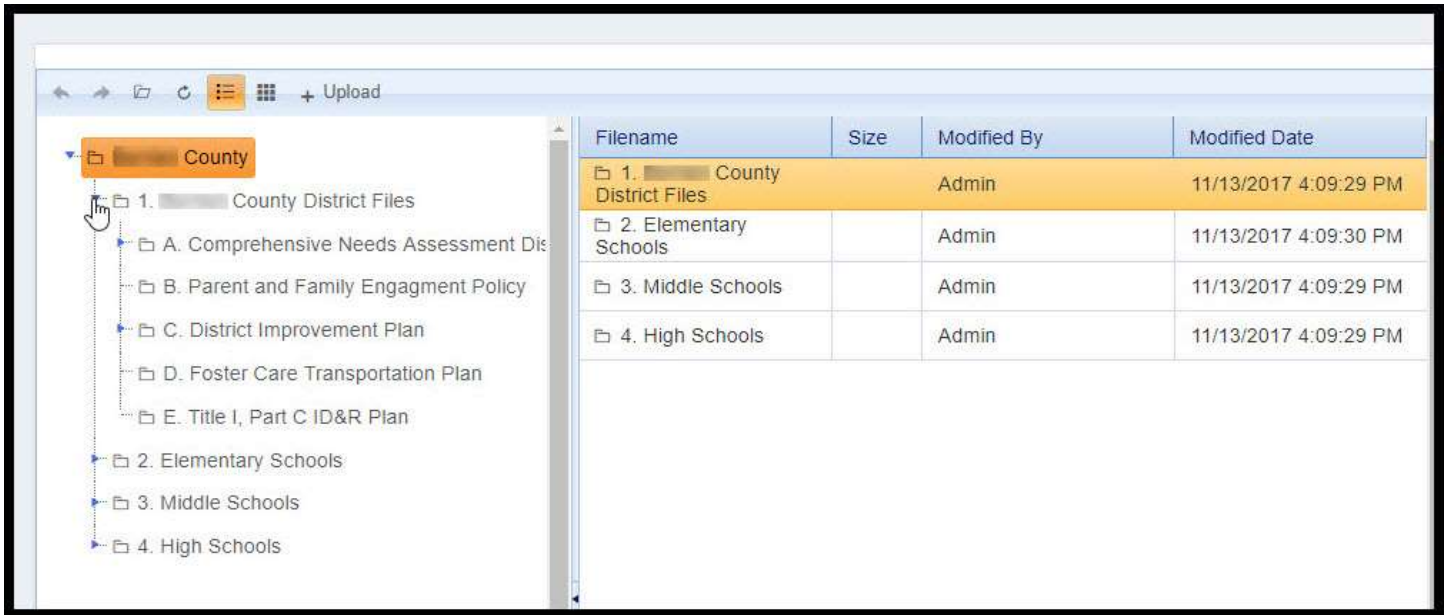 Upload
County
1. County District Files
A. Comprehensive Needs Assessment Dis
B. Parent and Family Engagment Policy
C. District Improvement Plan
D. Foster Care Transportation Plan
E. Title I, Part C ID&R Plan
2. Elementary Schools
3. Middle Schools
4. High Schools
Filename Size Modified By Modified Date
1. County
District Files Admin 11/13/2017 4:09:29 PM
2. Elementary
Schools Admin 11/13/2017 4:09:30 PM
3. Middle Schools Admin 11/13/2017 4:09:29 PM
4. High Schools Admin 11/13/2017 4:09:29 PM